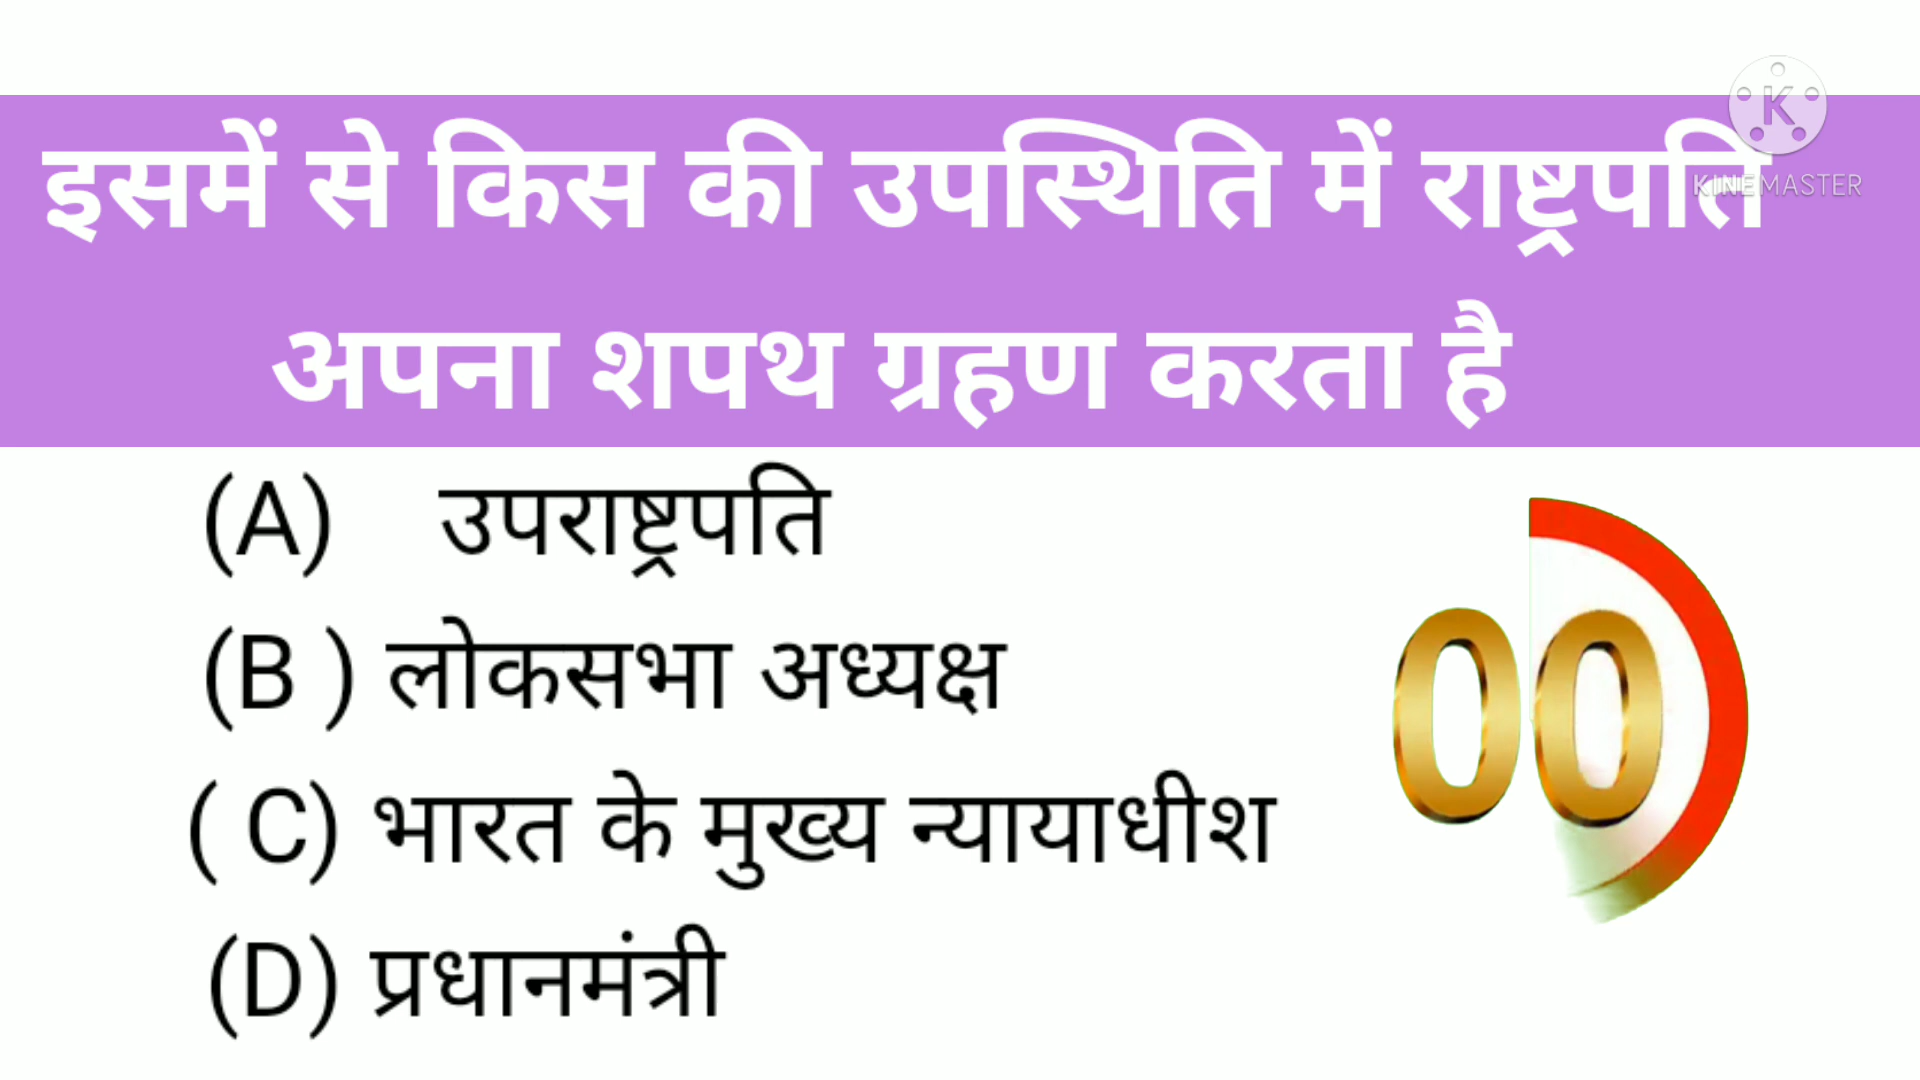 इसमें से किस की उपस्थिति में राष्ट्रपति
अपना शपथ ग्रहण करता है
K
KINEMASTER
(A) उपराष्ट्रपति
(B ) लोकसभा अध्यक्ष
( C) भारत के मुख्य न्यायाधीश
(D) प्रधानमंत्री
00